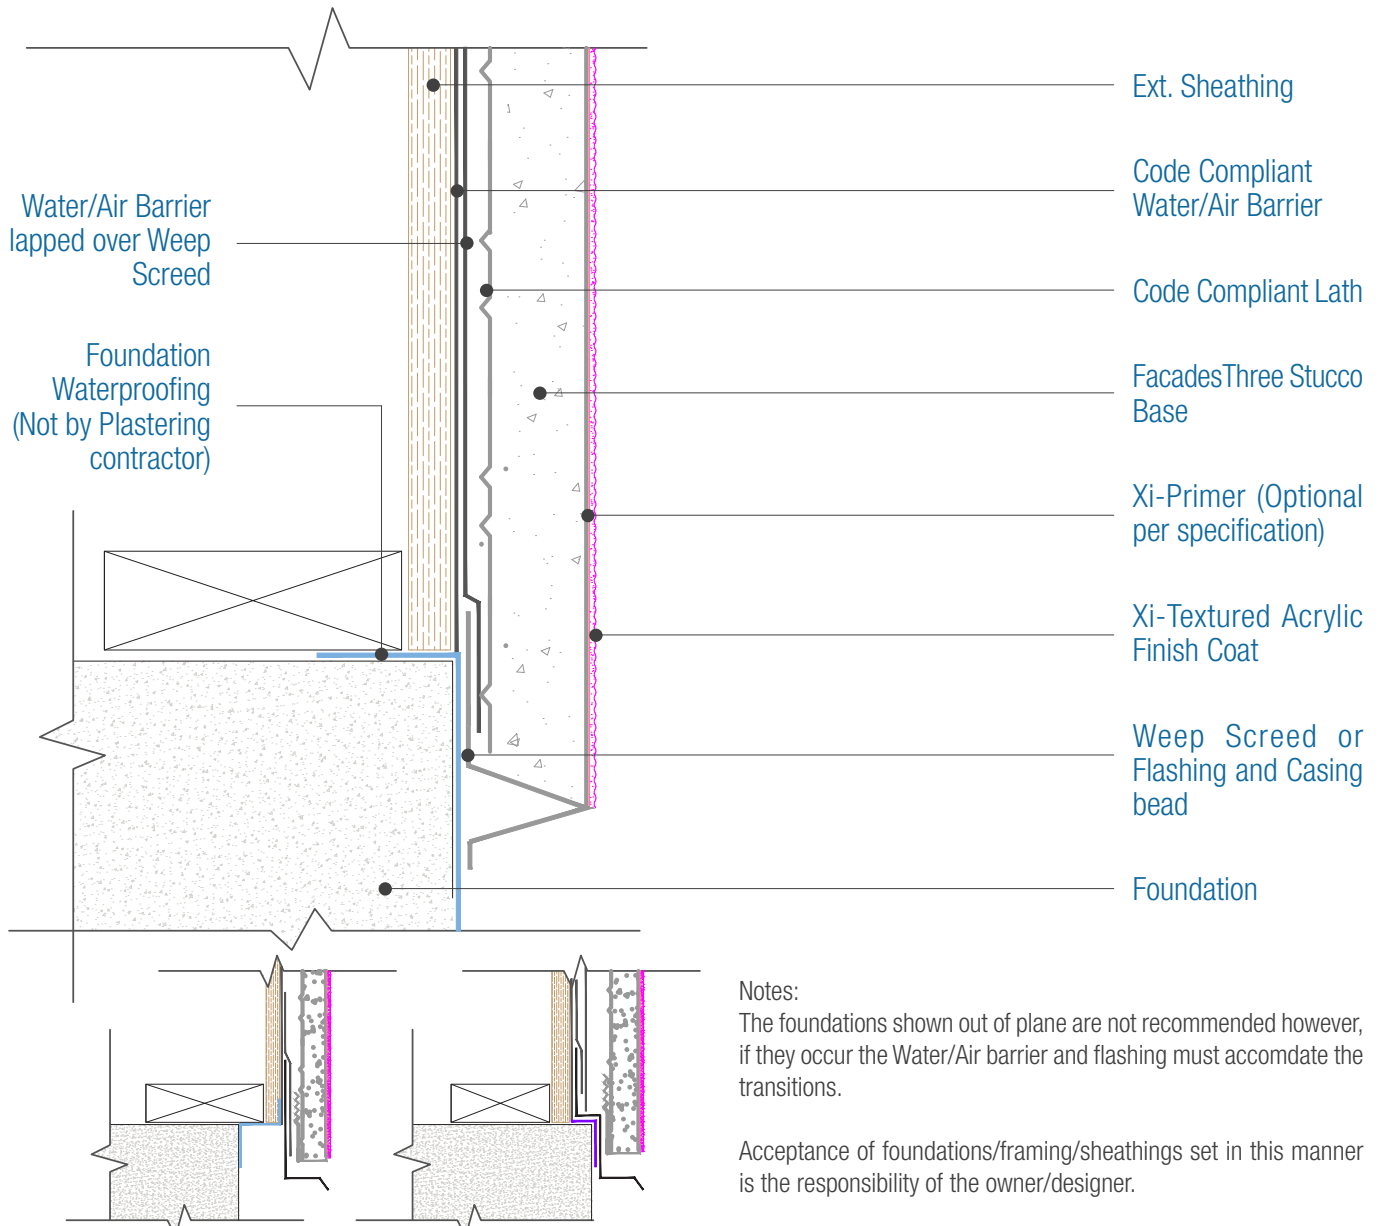 Water/Air Barrier
lapped over Weep
Screed
Foundation
Waterproofing
(Not by Plastering
contractor)
Ext. Sheathing
Code Compliant
Water/Air Barrier
Code Compliant Lath
FacadesThree Stucco
Base
Xi-Primer (Optional
per specification)
Xi-Textured Acrylic
Finish Coat
Weep Screed or
Flashing and Casing
bead
Foundation
Notes:
The foundations shown out of plane are not recommended however,
if they occur the Water/Air barrier and flashing must accomdate the
transitions.
Acceptance of foundations/framing/sheathings set in this manner
is the responsibility of the owner/designer.